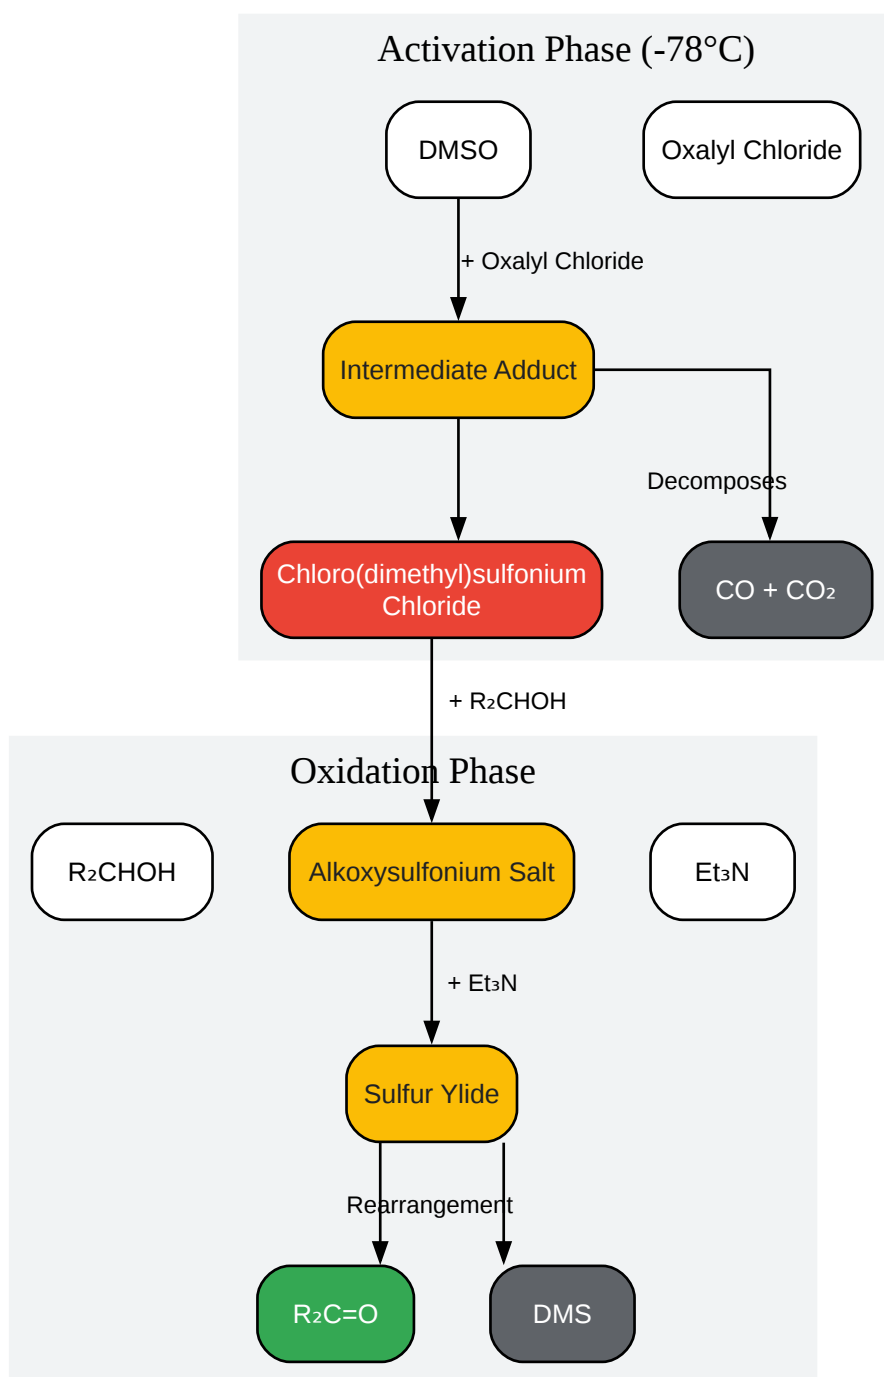 Activation Phase (-78°C)
DMSO
Oxalyl Chloride
+ Oxalyl Chloride
Intermediate Adduct
Decomposes
Chloro(dimethyl)sulfonium
Chloride
CO + CO₂
+ R₂CHOH
Oxidation Phase
R₂CHOH
Alkoxysulfonium Salt
Et₃N
+ Et₃N
Sulfur Ylide
Rearrangement
R₂C=O
DMS